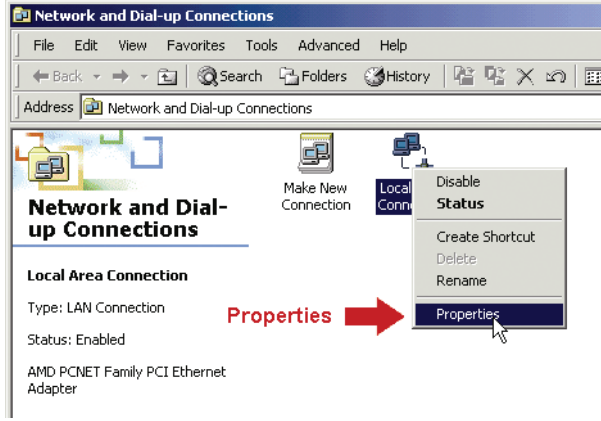 Network and Dial-up Connections
File Edit View Favorites Tools Advanced Help
Back Search Folders History
Address Network and Dial-up Connections
Make New
Connection
Local
Conn
Disable
Status
Create Shortcut
Delete
Rename
Properties
Network and Dial-
up Connections
Local Area Connection
Type: LAN Connection
Status: Enabled
AMD PCNET Family PCI Ethernet
Adapter
Properties